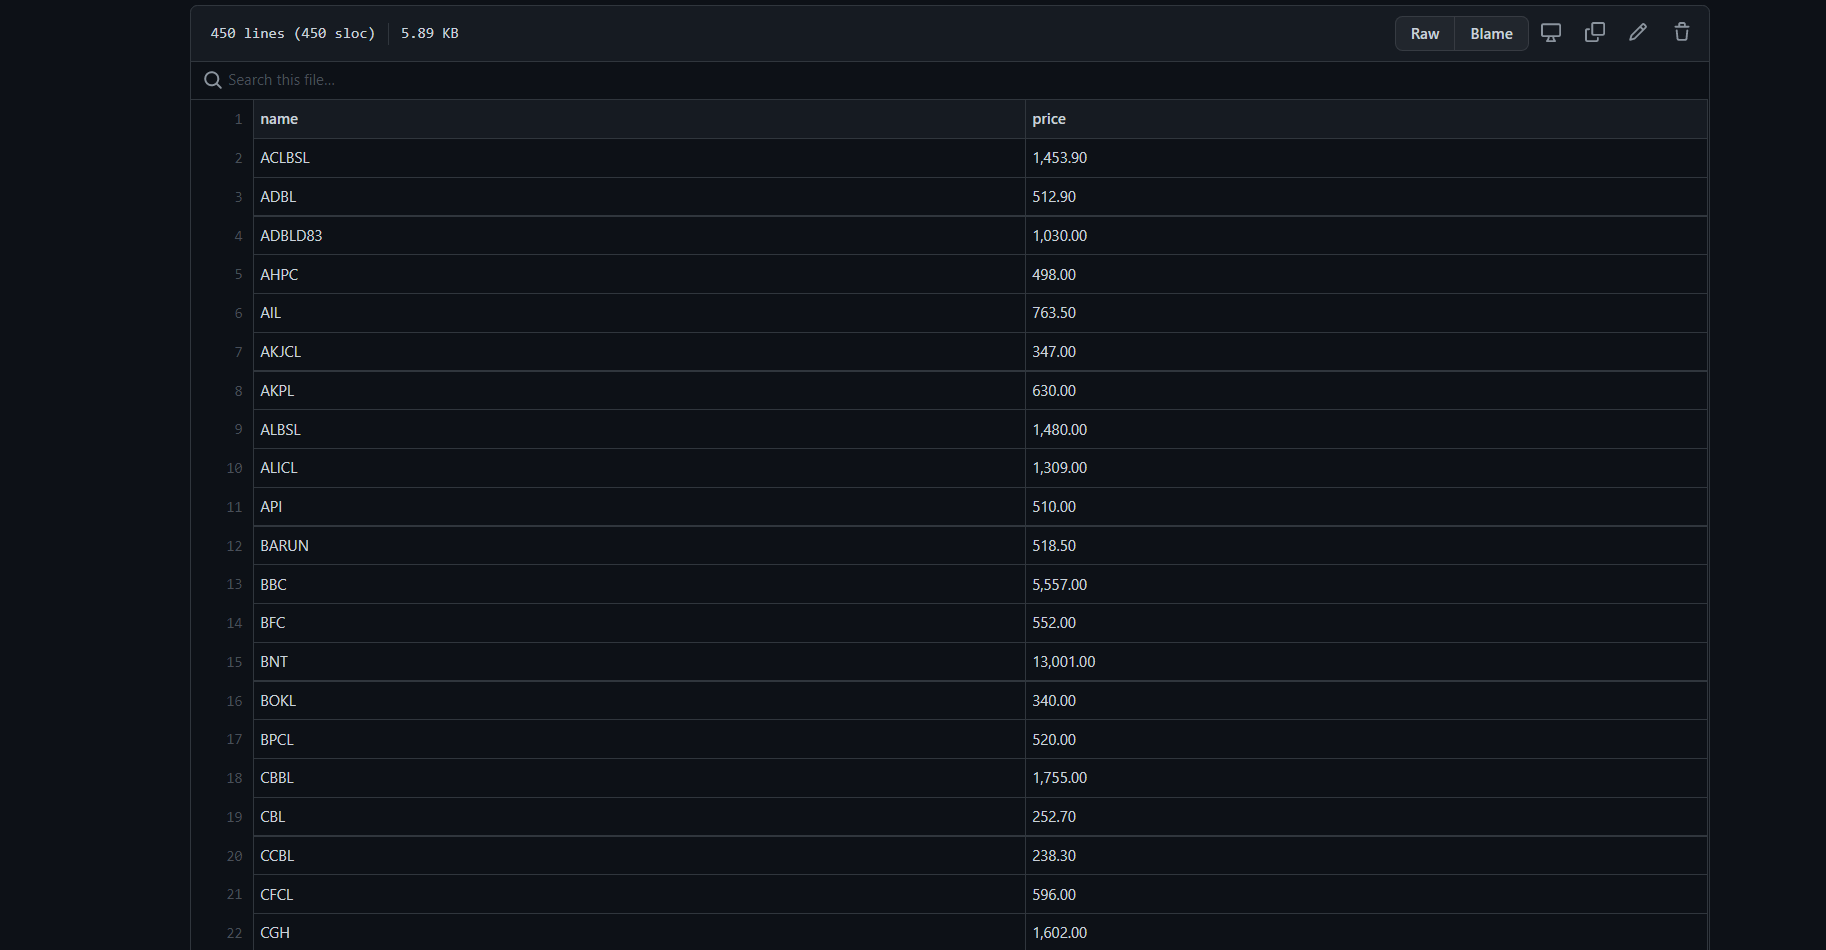 450 lines (450 sloc) 5.89 KB Raw Blame
Search this file...
1 name price
2 ACLBSL 1,453.90
3 ADBL 512.90
4 ADBLD83 1,030.00
5 AHPC 498.00
6 AIL 763.50
7 AKJCL 347.00
8 AKPL 630.00
9 ALBSL 1,480.00
10 ALICL 1,309.00
11 API 510.00
12 BARUN 518.50
13 BBC 5,557.00
14 BFC 552.00
15 BNT 13,001.00
16 BOKL 340.00
17 BPCL 520.00
18 CBBL 1,755.00
19 CBL 252.70
20 CCBL 238.30
21 CFCL 596.00
22 CGH 1,602.00